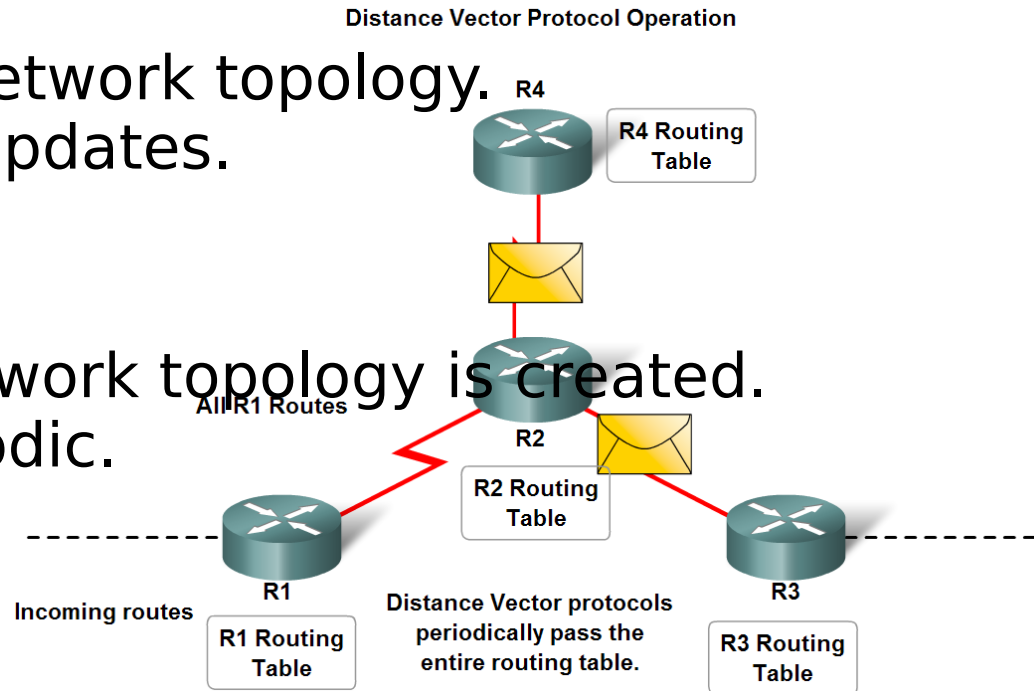 Distance Vector Protocol Operation
etwork topology.
R4
R4 Routing
Table
pdates.
work topology is created.
All R1 Routes
R2
odic.
R2 Routing
Table
R1
R3
Incoming routes
Distance Vector protocols
periodically pass the
entire routing table.
R1 Routing
Table
R3 Routing
Table